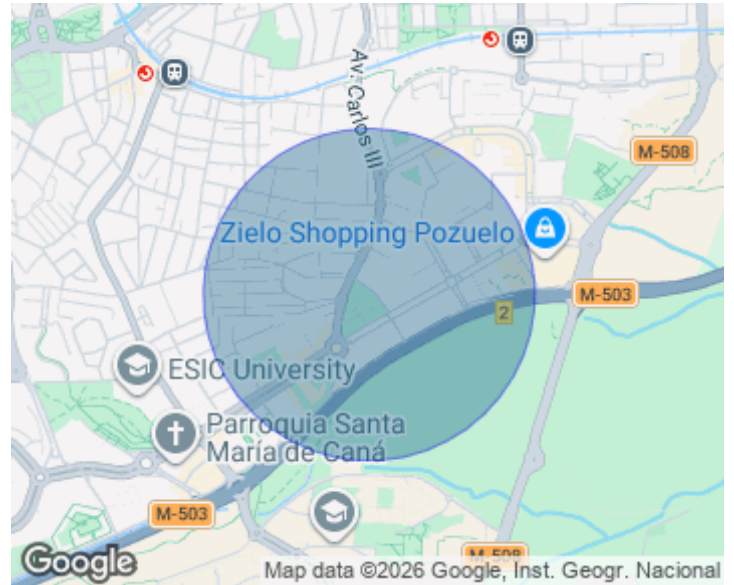 Av. Carlos III
M-508
Zielo Shopping Pozuelo
M-503
2
ESIC University
Parroquia Santa
María de Caná
M-503
M-508
Google
Map data ©2026 Google, Inst. Geogr. Nacional